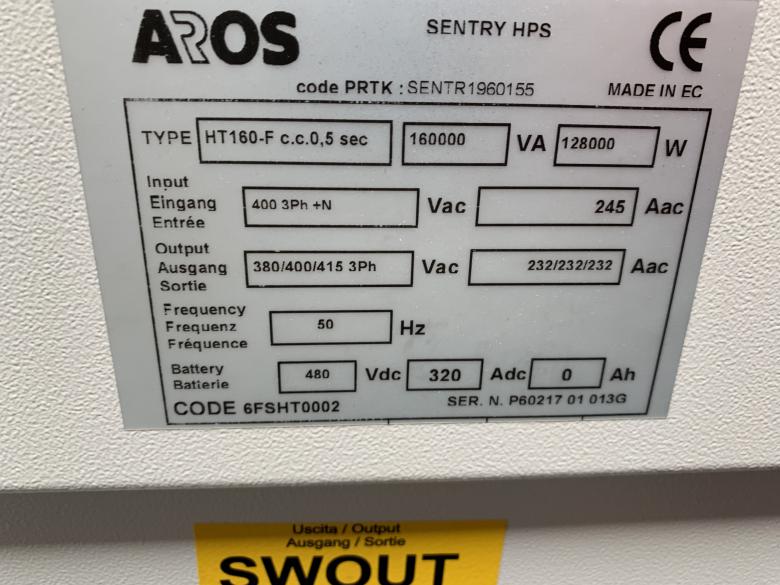 AROS
SENTRY HPS
CE
code PRTK : SENTR1960155
MADE IN EC
TYPE HT160-F c.c.0,5 sec 160000 VA 128000 W
Input
Eingang 400 3Ph +N Vac 245 Aac
Entrée
Output
Ausgang 380/400/415 3Ph Vac 232/232/232 Aac
Sortie
Frequency
Frequenz 50 Hz
Fréquence
Battery 480 Vdc 320 Adc 0 Ah
Batierie
CODE 6FSHT0002 SER. N. P60217 01 013G
Uscita / Output
Ausgang / Sortie
SWOUT